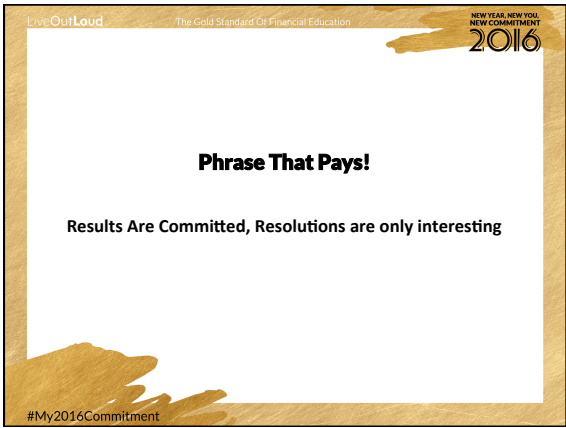 LiveOutLoud
The Gold Standard Of Financial Education
NEW YEAR, NEW YOU,
NEW COMMITMENT
2016
Phrase That Pays!
Results Are Committed, Resolutions are only interesting
#My2016Commitment